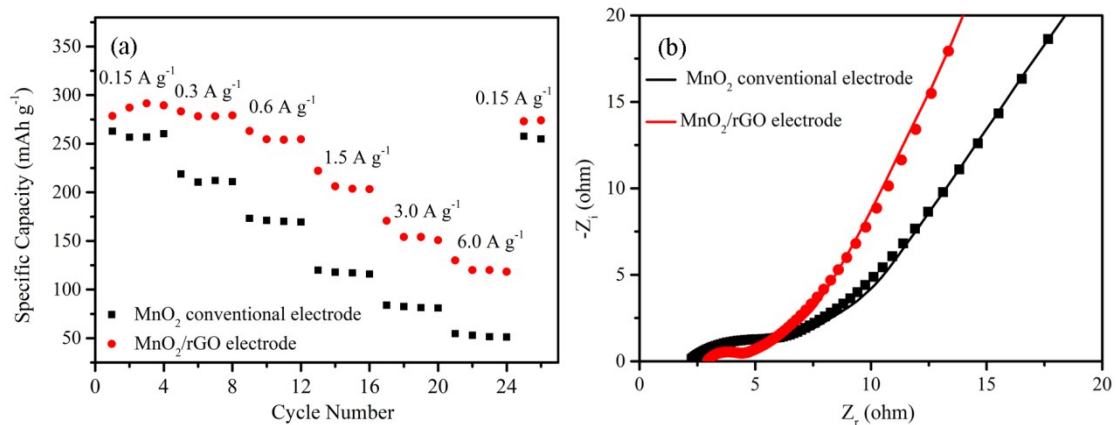 (a)
0.15 A g⁻¹
0.3 A g⁻¹
0.6 A g⁻¹
1.5 A g⁻¹
3.0 A g⁻¹
6.0 A g⁻¹
0.15 A g⁻¹
MnO₂ conventional electrode
MnO₂/rGO electrode
Specific Capacity (mAh g⁻¹)
350
300
250
200
150
100
50
0 4 8 12 16 20 24
Cycle Number
(b)
MnO₂ conventional electrode
MnO₂/rGO electrode
-Zᵢ (ohm)
20
15
10
5
0
0 5 10 15 20
Zᵣ (ohm)